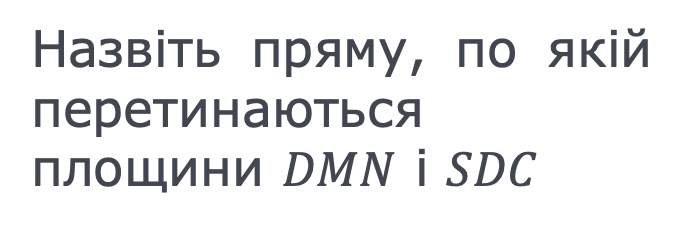 Назвіть пряму, по якій
перетинаються
площини DMN і SDC